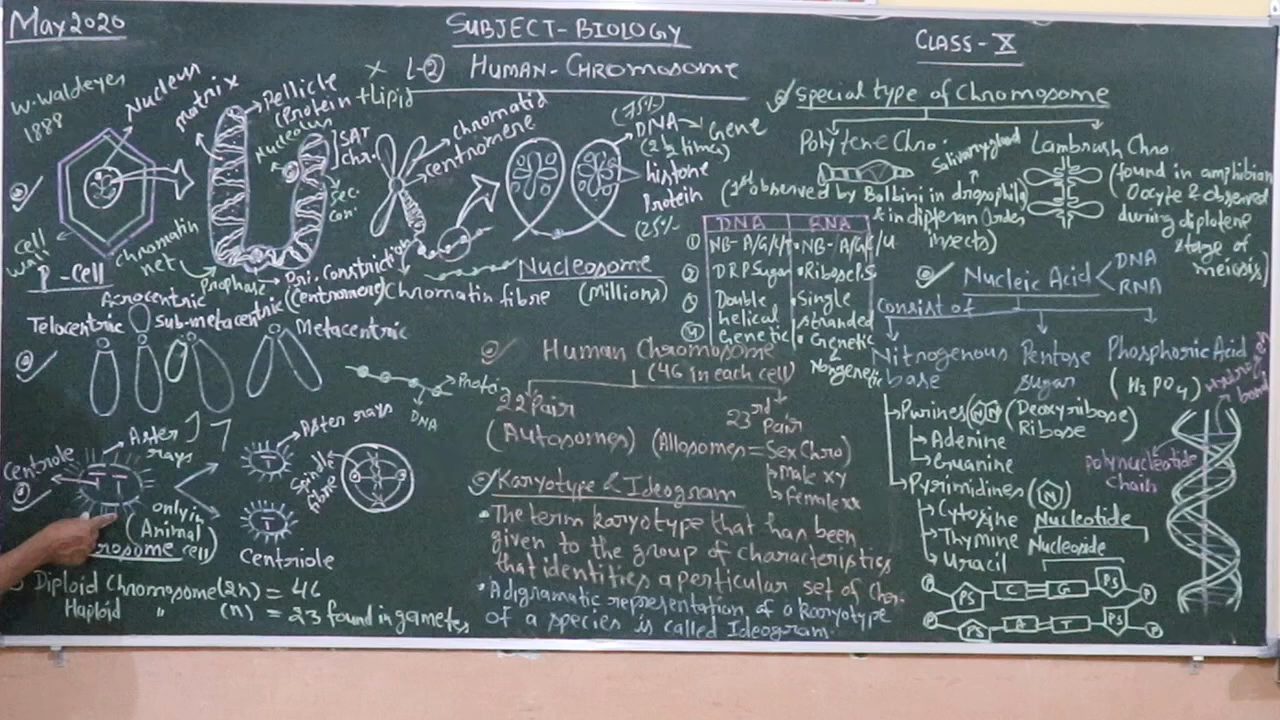 May 2020
SUBJECT-BIOLOGY
CLASS-X
L-2 HUMAN-CHROMOSOME
W. Waldeyer
1888
Nucleus
matrix
Pellicle
(Protein +Lipid
Nucleolus
SAT
Chr.
Sec.
Con.
chromatid
centromere
(75%)
DNA → Gene
(2½ times)
histone
Protein
(25%
cell
wall
chromatin
net
P-Cell
Prophase
Pri. Constriction
(centromere)
Chromatin fibre
Nucleosome
(Millions)
Acrocentric
Telocentric
sub-metacentric
Metacentric
Protei
DNA
Centriole
Aster
rays
Aster rays
Spindle
fibre
only in
(Animal
cell)
rosome
Centriole
Diploid Chromosome (2n) = 46
Haploid " (n) = 23 found in gametes
Special type of Chromosome
Polytene Chro.
Salivarygland
Lambrush Chro.
(1st observed by Balbini in drosophila
& in dipteran Order
insects)
(found in amphibian
Oocyte & observed
during diplotene
stage of
meiosis)
DNA RNA
① NB- A/G/C/T • NB- A/G/C/U
② DRP Sugar • Ribose P.S
Double
helical
• Single
stranded
④ Genetic • Genetic
&
Nongenetic
Human Chromosome
(46 in each cell)
22 Pair
(Autosomes)
23rd
Pair
(Allosomes = Sex Chro)
Male xy
Female xx
Karyotype & Ideogram
• The term karyotype that has been
given to the group of characteristics
that identities a perticular set of Chor.
• A digramatic representation of a karyotype
of a species is called Ideogram.
Nucleic Acid
DNA
RNA
consist of
Nitrogenous
base
Pentose
sugar
Phosphoric Acid
(H3PO4)
Purines (N N)
(Deoxyribose
Ribose)
Adenine
Guanine
Pyrimidines (N)
Cytosine
Thymine
Uracil
Nucleotide
Nucleoside
polynucleotide
chain
Hydrogen
bond
P PS C G PS P
P PS A T PS P